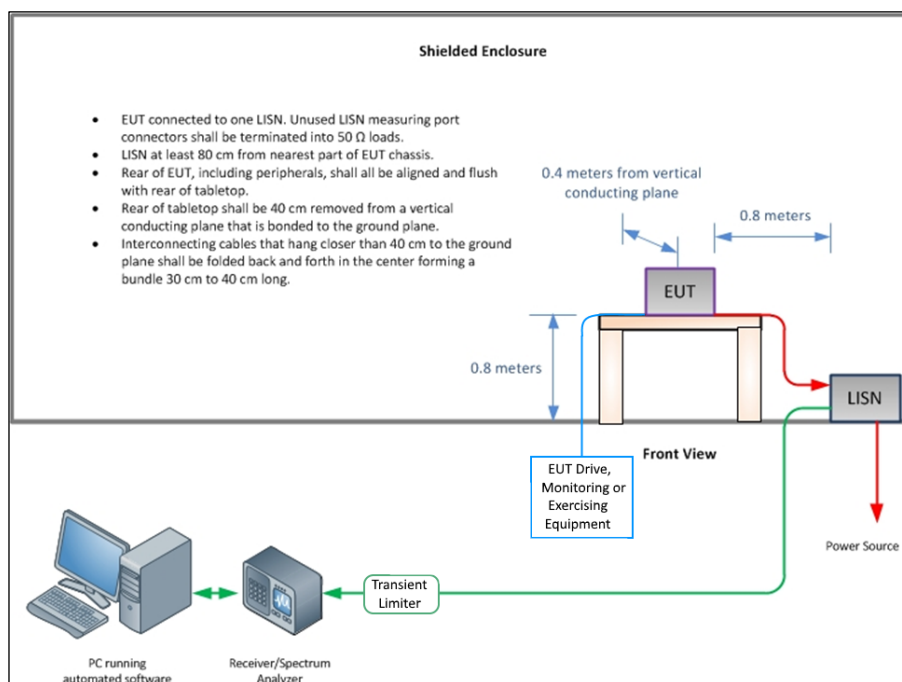 Shielded Enclosure
• EUT connected to one LISN. Unused LISN measuring port
connectors shall be terminated into 50 Ω loads.
• LISN at least 80 cm from nearest part of EUT chassis.
• Rear of EUT, including peripherals, shall all be aligned and flush
with rear of tabletop.
• Rear of tabletop shall be 40 cm removed from a vertical
conducting plane that is bonded to the ground plane.
• Interconnecting cables that hang closer than 40 cm to the ground
plane shall be folded back and forth in the center forming a
bundle 30 cm to 40 cm long.
0.4 meters from vertical
conducting plane
0.8 meters
EUT
0.8 meters
LISN
Front View
EUT Drive,
Monitoring or
Exercising
Equipment
Power Source
Transient
Limiter
PC running
automated software
Receiver/Spectrum
Analyzer